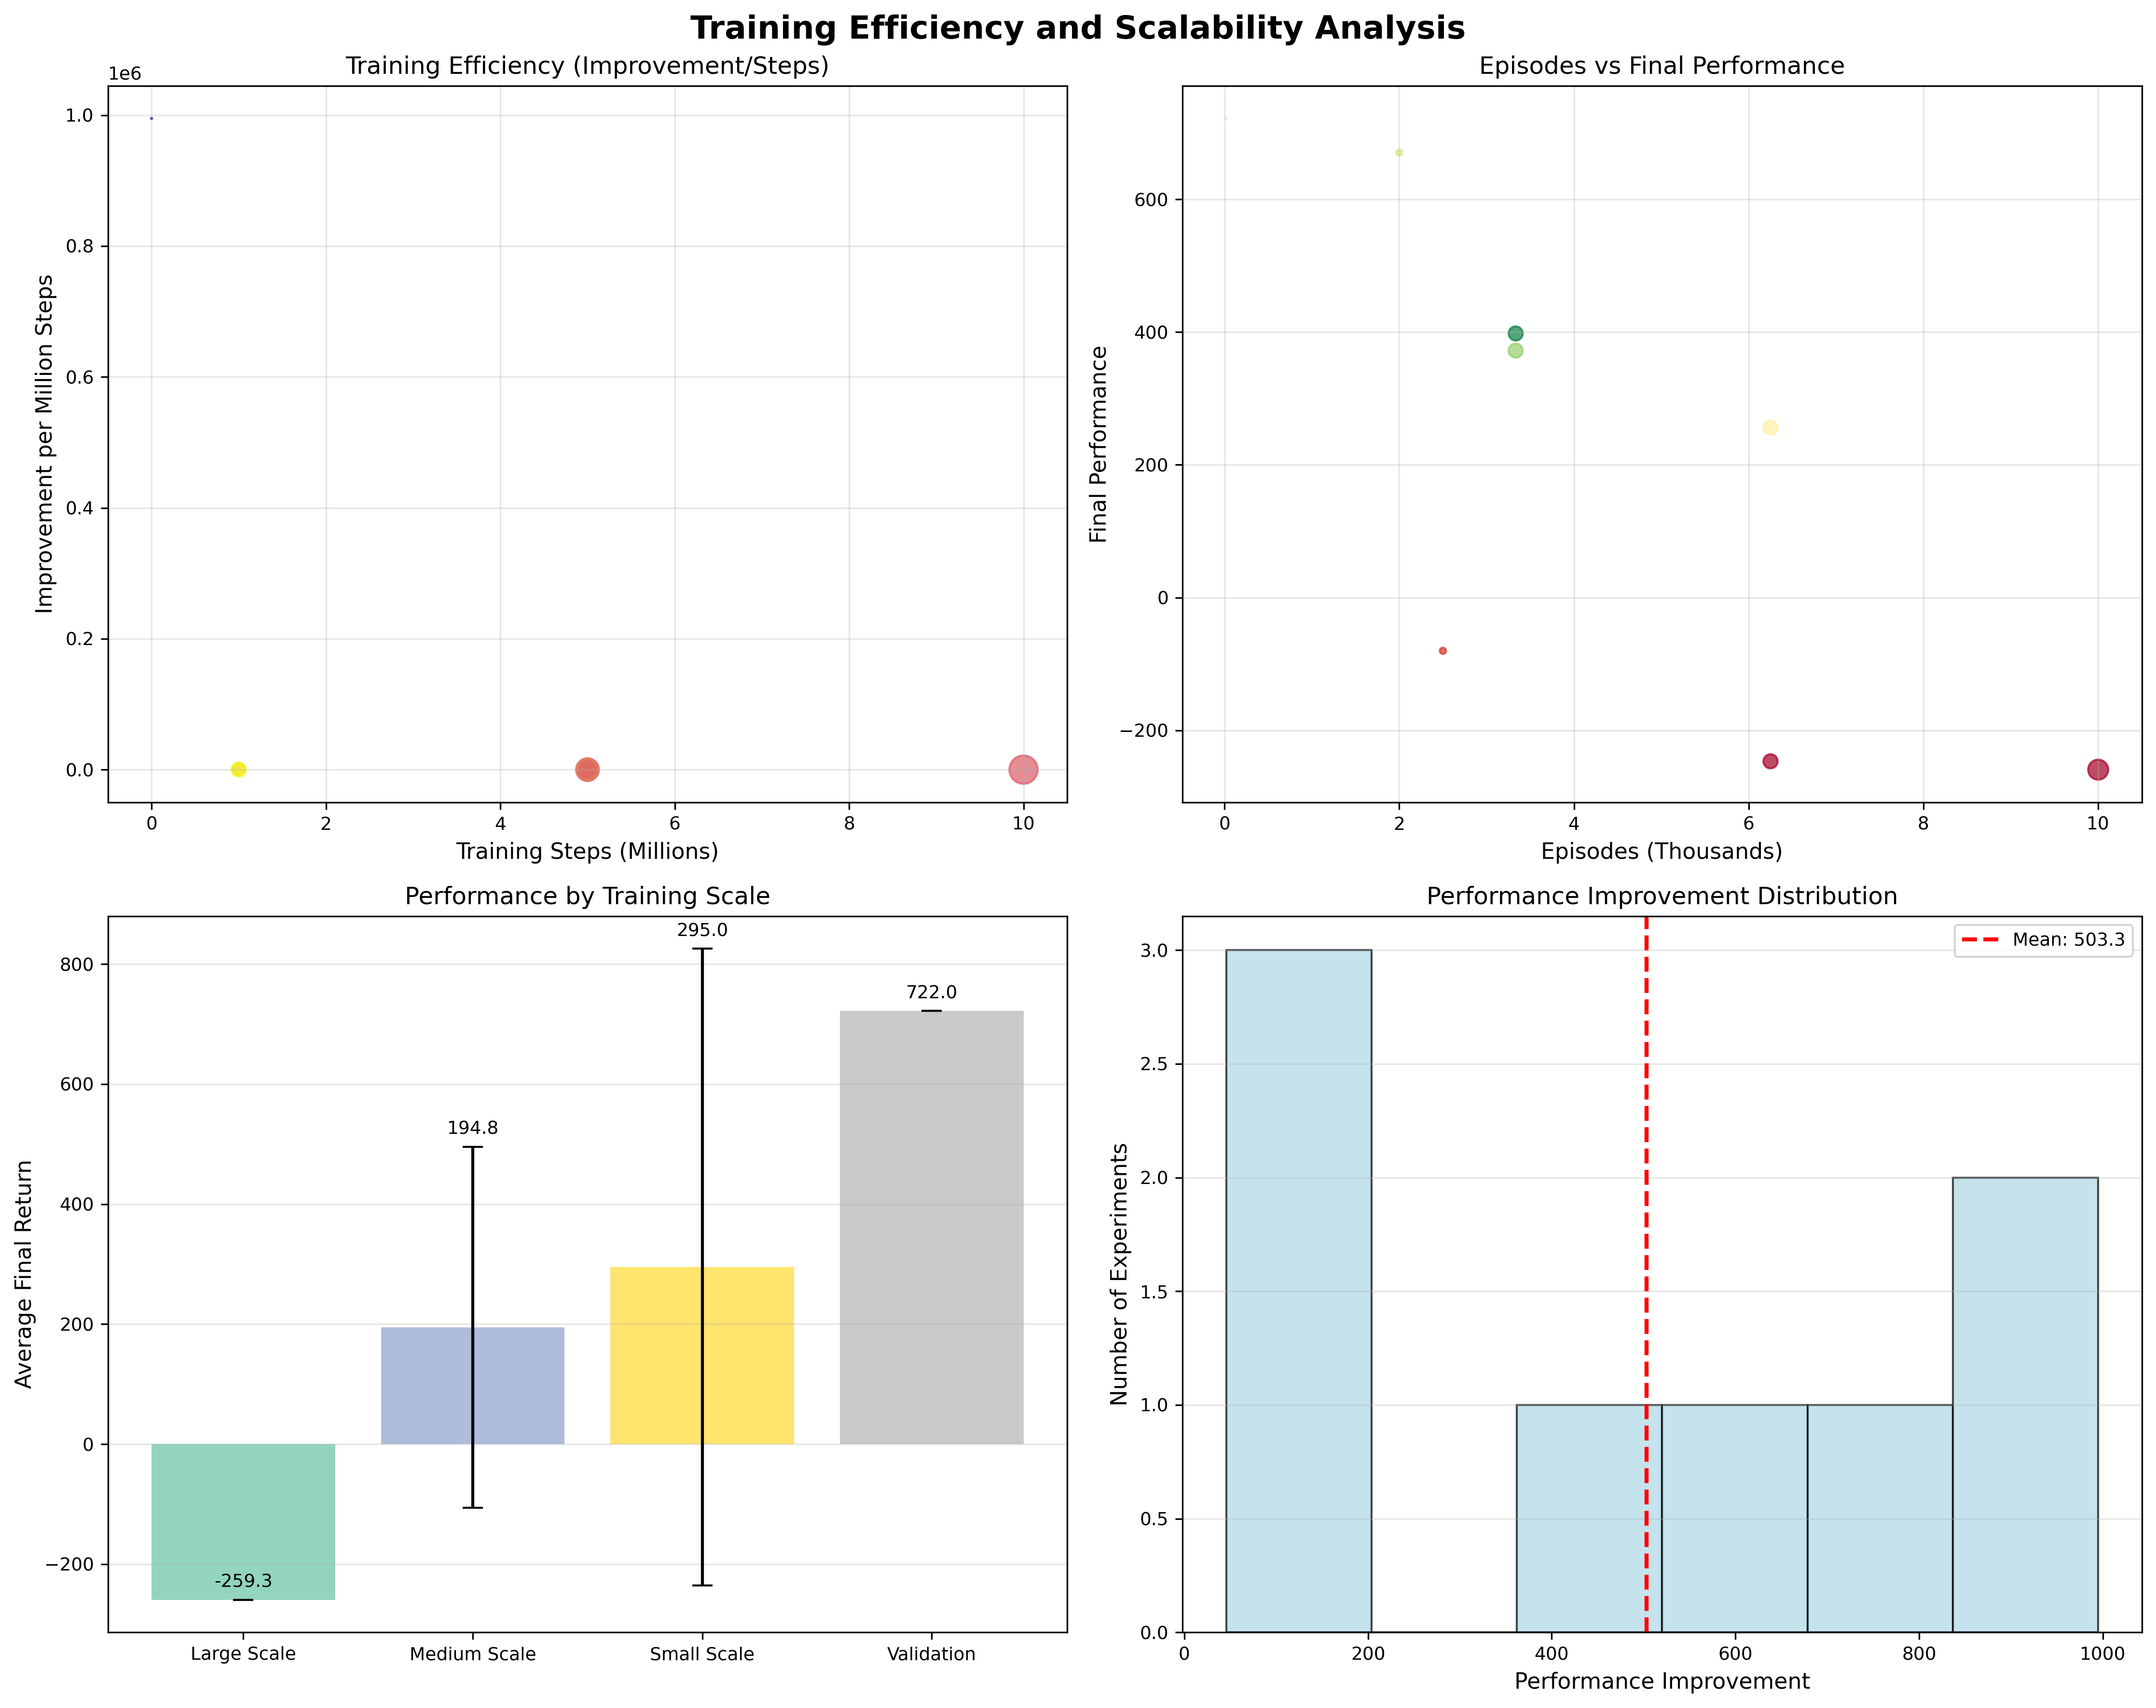 Training Efficiency and Scalability Analysis
Training Efficiency (Improvement/Steps)
1e6
1.0
0.8
0.6
0.4
0.2
0.0
Improvement per Million Steps
0 2 4 6 8 10
Training Steps (Millions)
Episodes vs Final Performance
600
400
200
0
−200
Final Performance
0 2 4 6 8 10
Episodes (Thousands)
Performance by Training Scale
800
600
400
200
0
−200
Average Final Return
-259.3
194.8
295.0
722.0
Large Scale Medium Scale Small Scale Validation
Performance Improvement Distribution
Mean: 503.3
3.0
2.5
2.0
1.5
1.0
0.5
0.0
Number of Experiments
0 200 400 600 800 1000
Performance Improvement